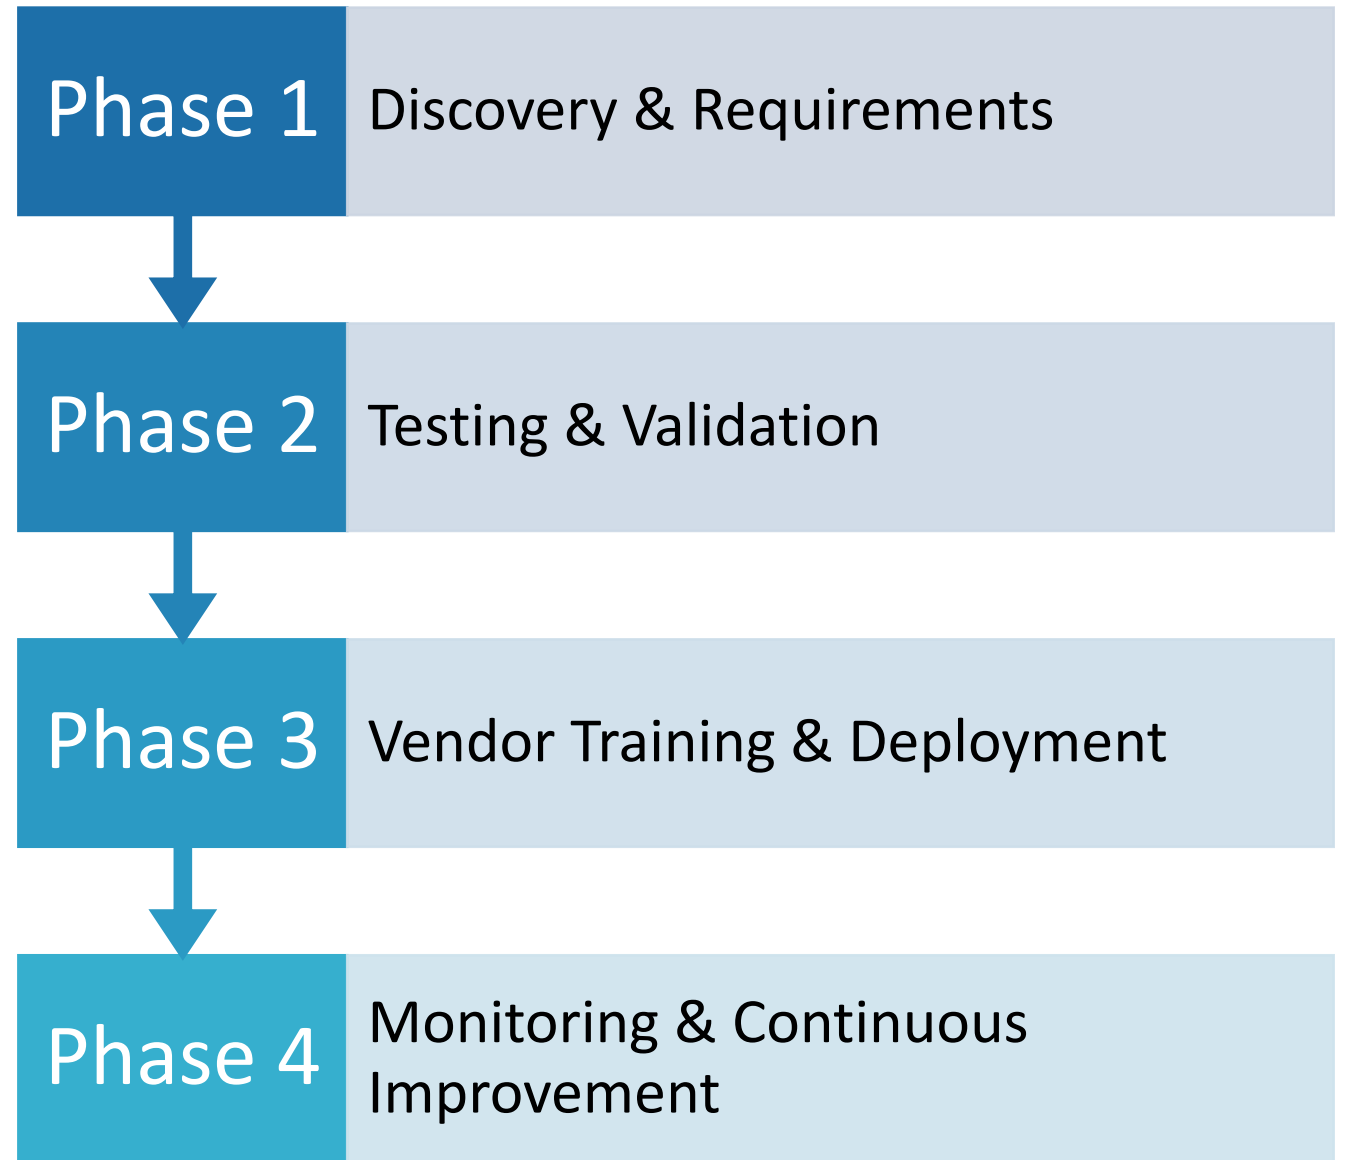 Phase 1
Discovery & Requirements
Phase 2
Testing & Validation
Phase 3
Vendor Training & Deployment
Phase 4
Monitoring & Continuous
Improvement